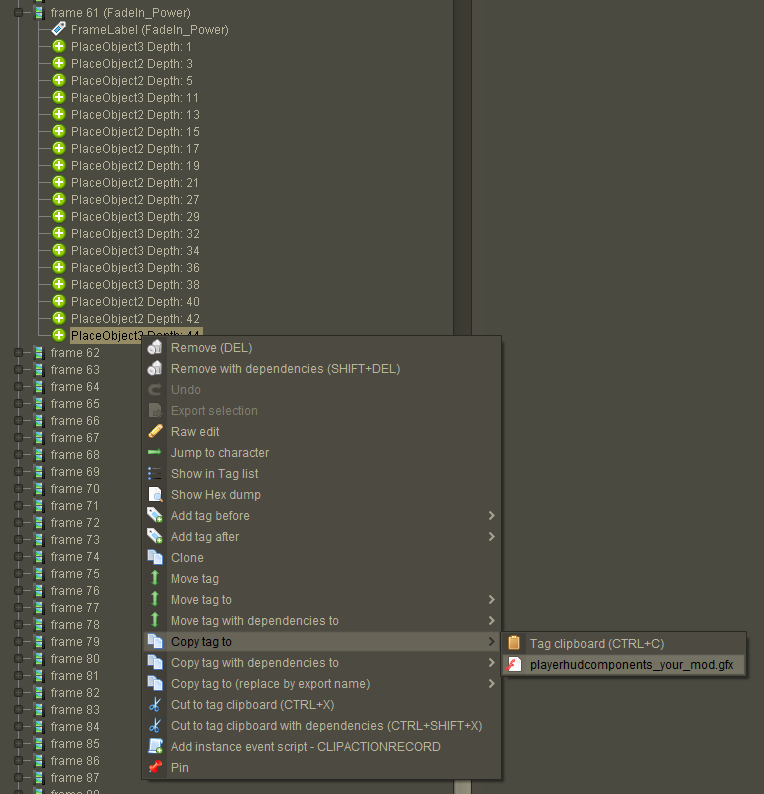 frame 61 (FadeIn_Power)
FrameLabel (FadeIn_Power)
PlaceObject3 Depth: 1
PlaceObject2 Depth: 3
PlaceObject2 Depth: 5
PlaceObject3 Depth: 11
PlaceObject2 Depth: 13
PlaceObject2 Depth: 15
PlaceObject2 Depth: 17
PlaceObject2 Depth: 19
PlaceObject2 Depth: 21
PlaceObject2 Depth: 27
PlaceObject3 Depth: 29
PlaceObject3 Depth: 32
PlaceObject3 Depth: 34
PlaceObject3 Depth: 36
PlaceObject3 Depth: 38
PlaceObject2 Depth: 40
PlaceObject2 Depth: 42
PlaceObject3 Depth: 44
frame 62
frame 63
frame 64
frame 65
frame 66
frame 67
frame 68
frame 69
frame 70
frame 71
frame 72
frame 73
frame 74
frame 75
frame 76
frame 77
frame 78
frame 79
frame 80
frame 81
frame 82
frame 83
frame 84
frame 85
frame 86
frame 87
Remove (DEL)
Remove with dependencies (SHIFT+DEL)
Undo
Export selection
Raw edit
Jump to character
Show in Tag list
Show Hex dump
Add tag before
Add tag after
Clone
Move tag
Move tag to
Move tag with dependencies to
Copy tag to
Copy tag with dependencies to
Copy tag to (replace by export name)
Cut to tag clipboard (CTRL+X)
Cut to tag clipboard with dependencies (CTRL+SHIFT+X)
Add instance event script - CLIPACTIONRECORD
Pin
Tag clipboard (CTRL+C)
playerhudcomponents_your_mod.gfx